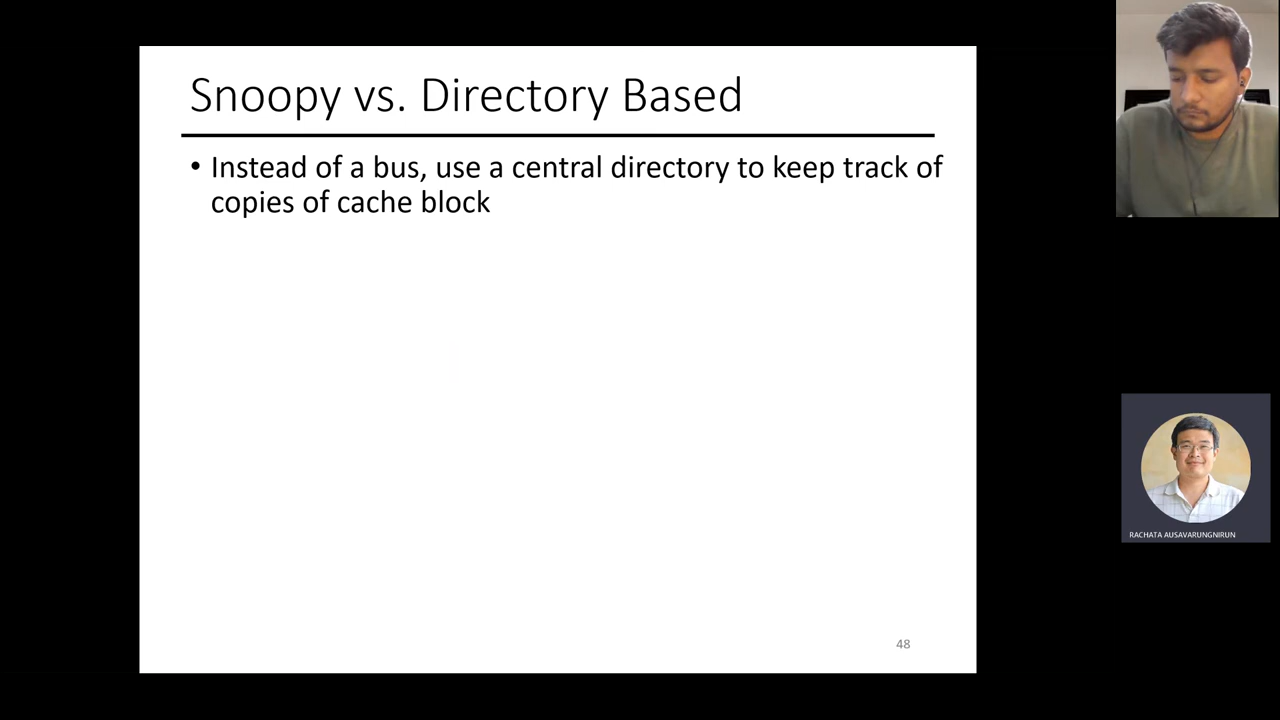 Snoopy vs. Directory Based
• Instead of a bus, use a central directory to keep track of
copies of cache block
48
RACHATA AUSAVARUNGNIRUN